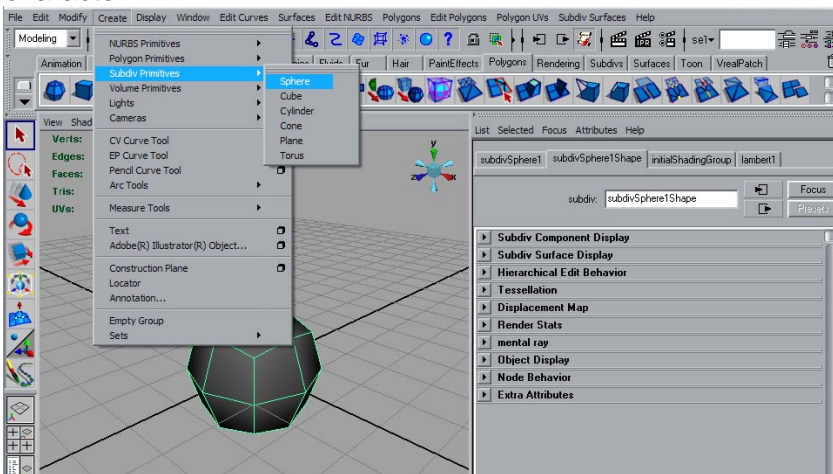 File Edit Modify Create Display Window Edit Curves Surfaces Edit NURBS Polygons Edit Polygons Polygon UVs Subdiv Surfaces Help
Modeling sel
Animation Fluids Fur Hair PaintEffects Polygons Rendering Subdivs Surfaces Toon VrealPatch
NURBS Primitives
Polygon Primitives
Subdiv Primitives
Volume Primitives
Lights
Cameras
CV Curve Tool
EP Curve Tool
Pencil Curve Tool
Arc Tools
Measure Tools
Text
Adobe(R) Illustrator(R) Object...
Construction Plane
Locator
Annotation...
Empty Group
Sets
Sphere
Cube
Cylinder
Cone
Plane
Torus
View Shad
Verts:
Edges:
Faces:
Tris:
UVs:
y
z x
List Selected Focus Attributes Help
subdivSphere1 subdivSphere1Shape initialShadingGroup lambert1
subdiv: subdivSphere1Shape Focus
Presets
Subdiv Component Display
Subdiv Surface Display
Hierarchical Edit Behavior
Tessellation
Displacement Map
Render Stats
mental ray
Object Display
Node Behavior
Extra Attributes